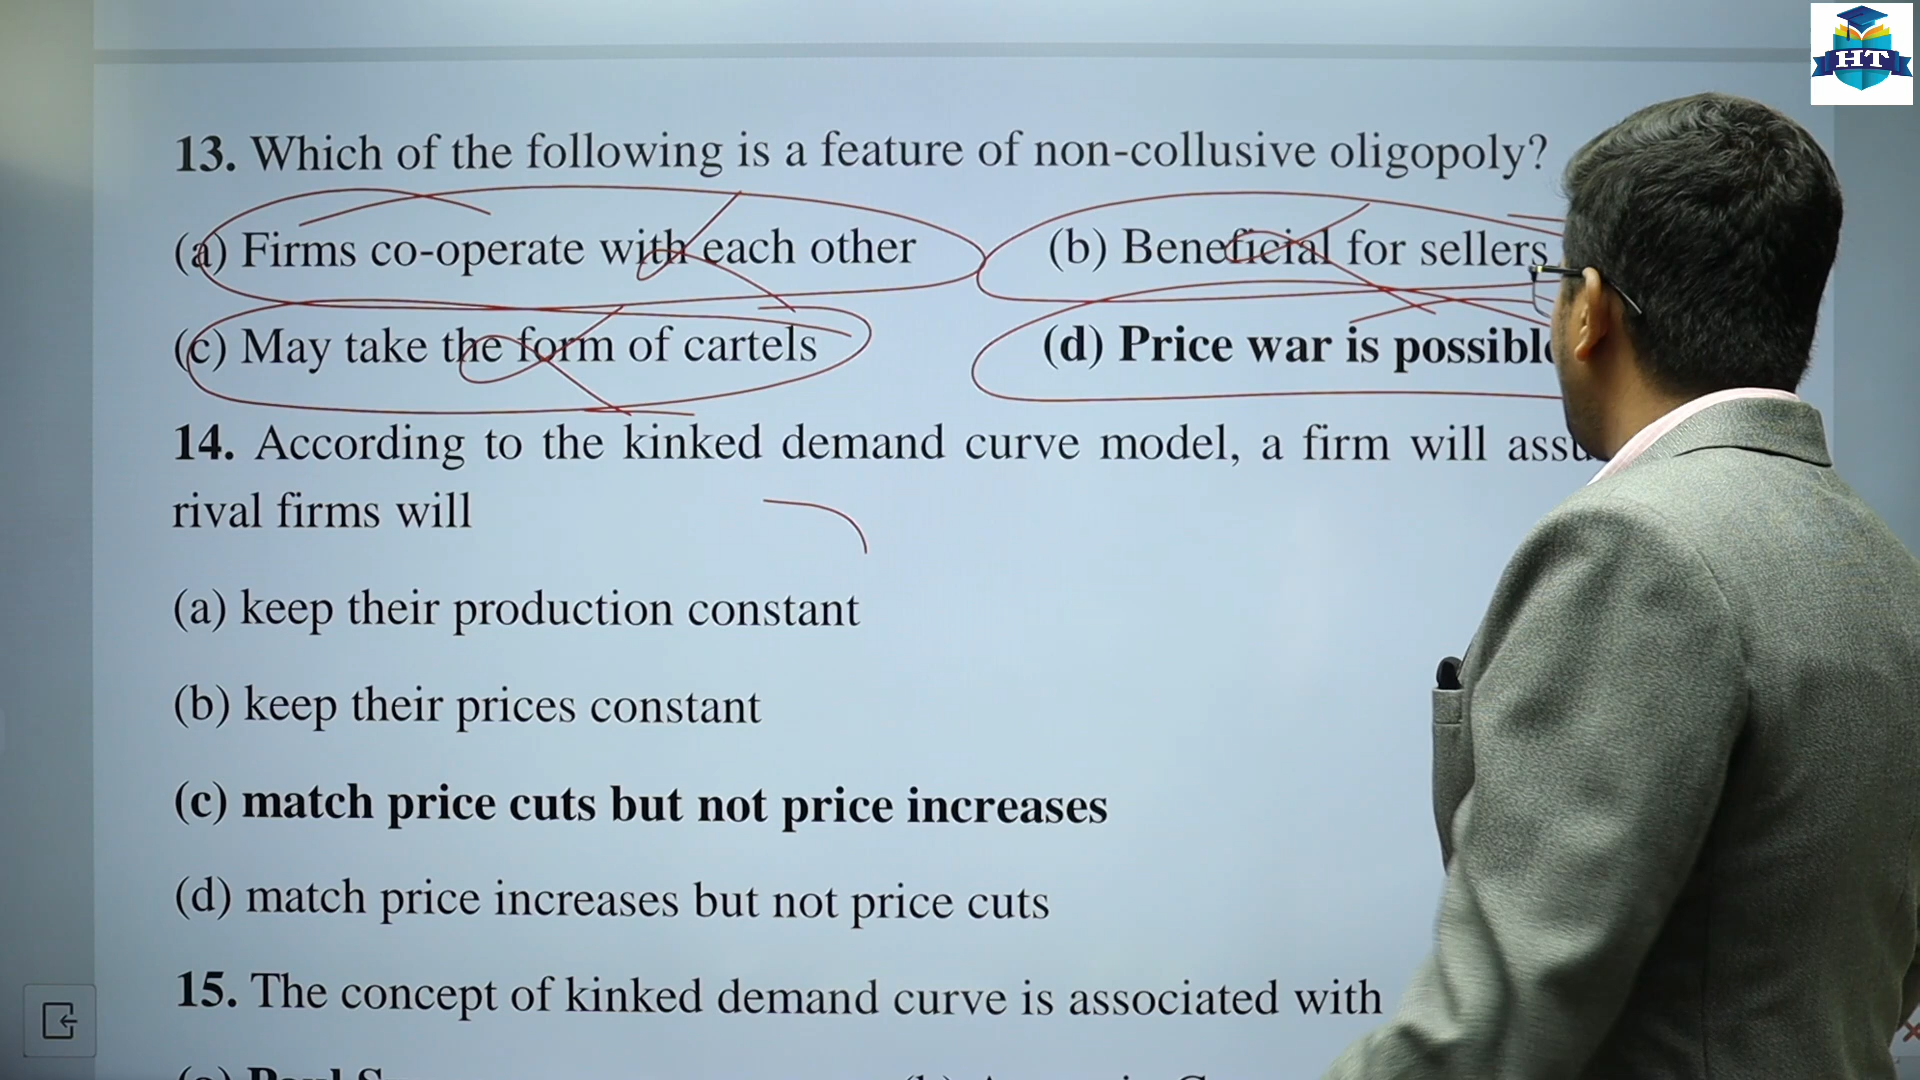 HT
13. Which of the following is a feature of non-collusive oligopoly?
(a) Firms co-operate with each other (b) Beneficial for sellers
(c) May take the form of cartels (d) Price war is possible
14. According to the kinked demand curve model, a firm will
rival firms will
(a) keep their production constant
(b) keep their prices constant
(c) match price cuts but not price increases
(d) match price increases but not price cuts
15. The concept of kinked demand curve is associated with